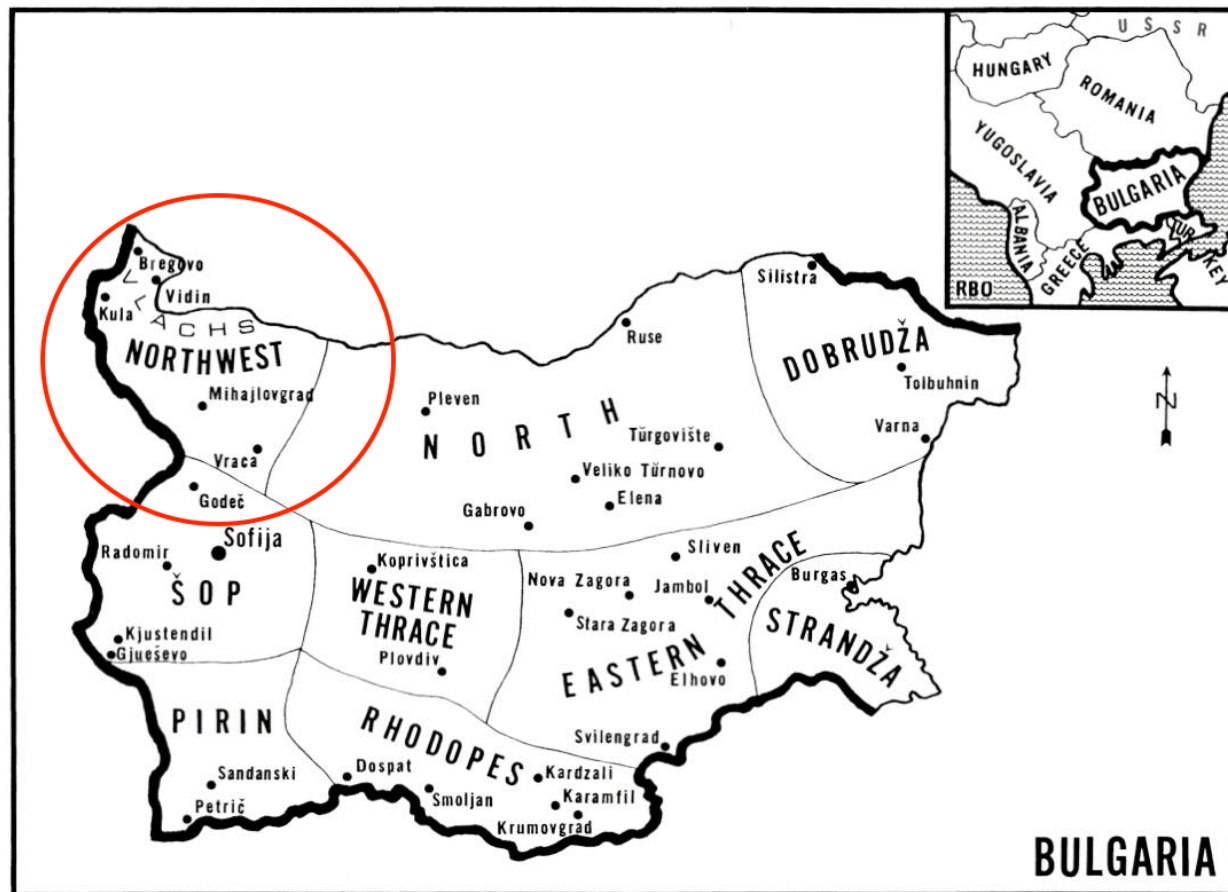 U S S R
HUNGARY
ROMANIA
YUGOSLAVIA
BULGARIA
ALBANIA
GREECE
TURKEY
RBO
Bregovo
Vidin
Kula
VLACHS
NORTHWEST
Mihajlovgrad
Vraca
Silistra
Ruse
DOBRUDŽA
Tolbuhnin
Varna
Pleven
NORTH
Tŭrgovište
Veliko Tŭrnovo
Elena
Gabrovo
N
Godeč
Sofija
Radomir
ŠOP
Kjustendil
Gjueševo
Koprivštica
WESTERN
THRACE
Plovdiv
Sliven
Nova Zagora
Jambol
Stara Zagora
EASTERN THRACE
Elhovo
Burgas
STRANDŽA
Svilengrad
PIRIN
Sandanski
Petrič
RHODOPES
Dospat
Smoljan
Kardzali
Karamfil
Krumovgrad
BULGARIA